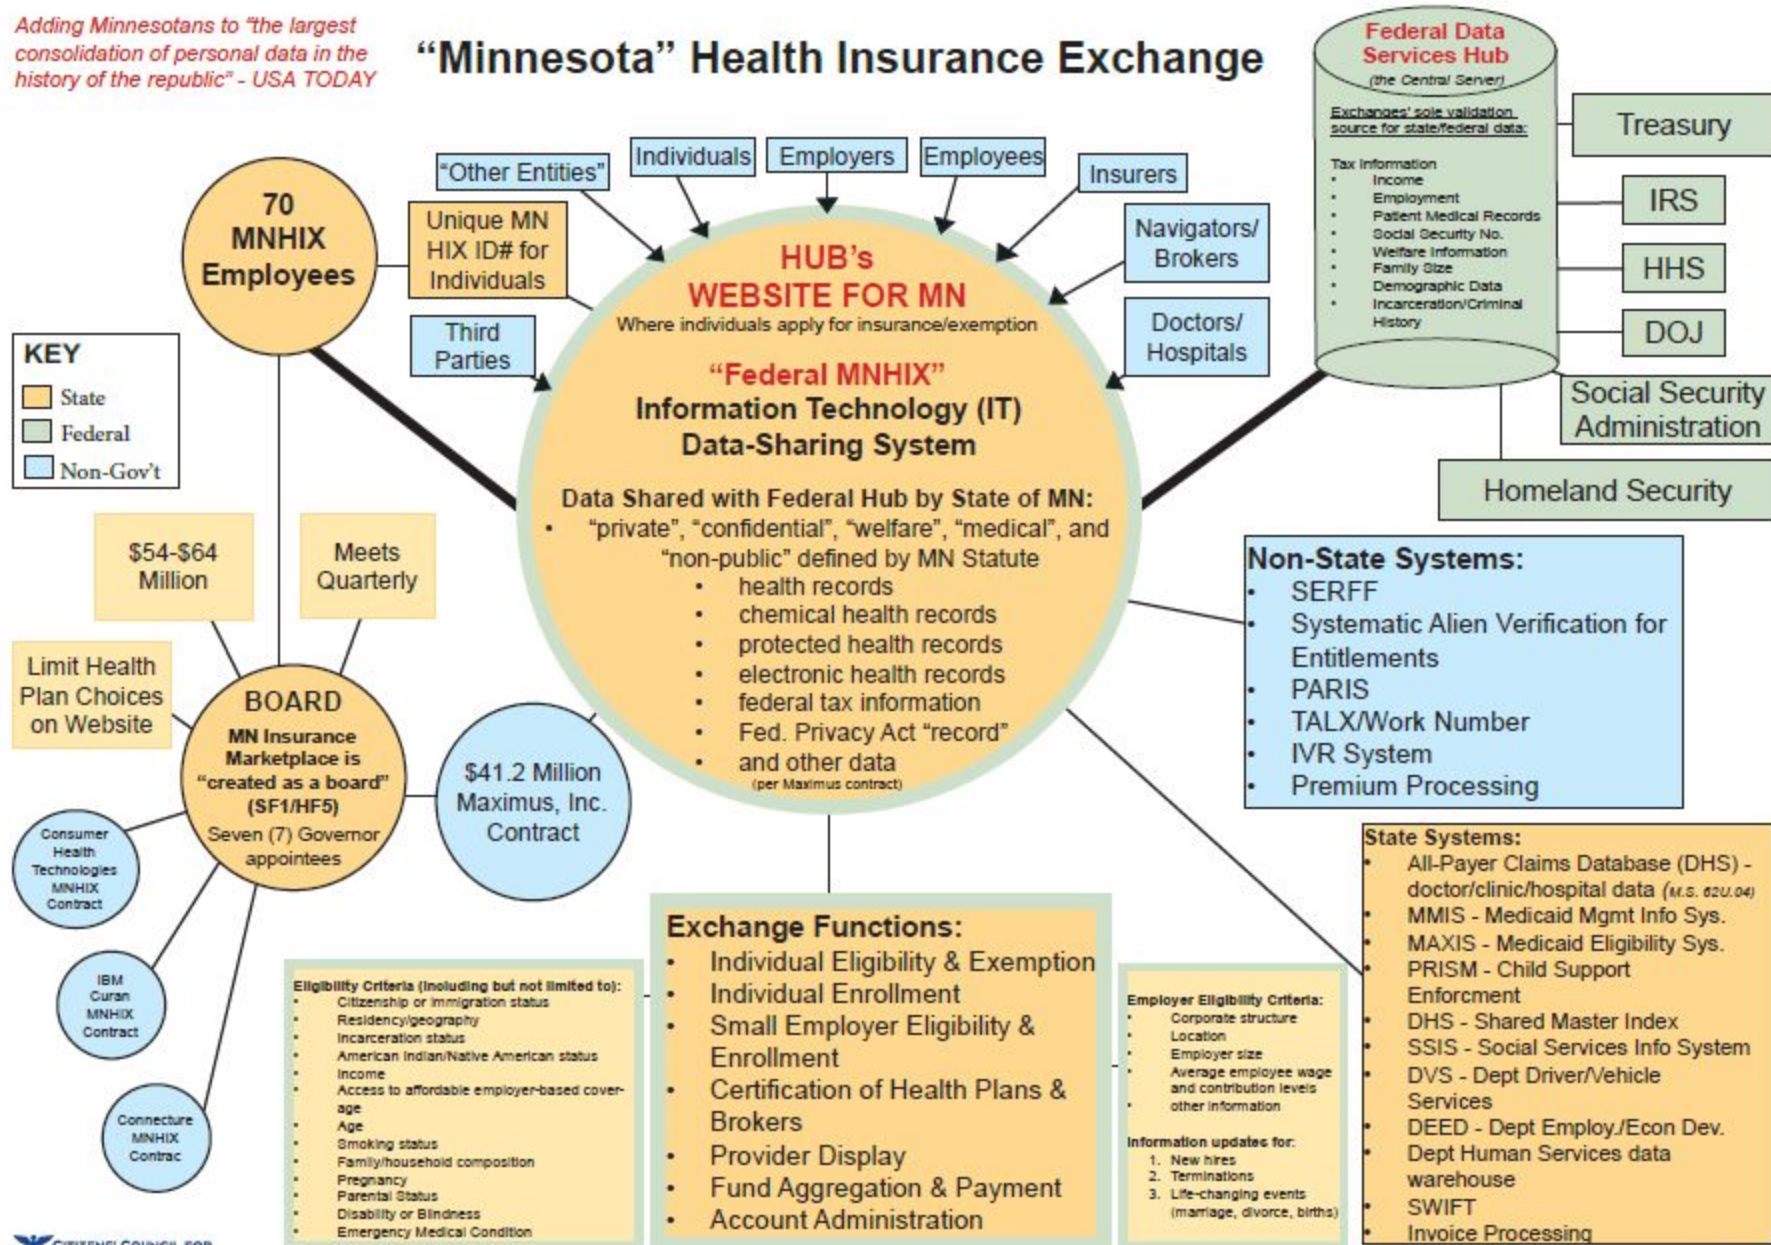 Adding Minnesotans to "the largest
consolidation of personal data in the
history of the republic" - USA TODAY
“Minnesota” Health Insurance Exchange
Federal Data
Services Hub
(the Central Server)
Exchanges' sole validation
source for state/federal data:
Tax Information
• Income
• Employment
• Patient Medical Records
• Social Security No.
• Welfare Information
• Family Size
• Demographic Data
• Incarceration/Criminal
History
Treasury
IRS
HHS
DOJ
Social Security
Administration
Homeland Security
70
MNHIX
Employees
Unique MN
HIX ID# for
Individuals
"Other Entities"
Individuals
Employers
Employees
Insurers
Navigators/
Brokers
Doctors/
Hospitals
Third
Parties
KEY
State
Federal
Non-Gov't
HUB's
WEBSITE FOR MN
Where individuals apply for insurance/exemption
“Federal MNHIX”
Information Technology (IT)
Data-Sharing System
Data Shared with Federal Hub by State of MN:
• “private”, “confidential”, “welfare”, “medical”, and
“non-public” defined by MN Statute
• health records
• chemical health records
• protected health records
• electronic health records
• federal tax information
• Fed. Privacy Act “record”
• and other data
(per Maximus contract)
$54-$64
Million
Meets
Quarterly
Limit Health
Plan Choices
on Website
BOARD
MN Insurance
Marketplace is
“created as a board”
(SF1/HF5)
Seven (7) Governor
appointees
$41.2 Million
Maximus, Inc.
Contract
Consumer
Health
Technologies
MNHIX
Contract
IBM
Curan
MNHIX
Contract
Connecture
MNHIX
Contrac
Non-State Systems:
• SERFF
• Systematic Alien Verification for
Entitlements
• PARIS
• TALX/Work Number
• IVR System
• Premium Processing
State Systems:
• All-Payer Claims Database (DHS) -
doctor/clinic/hospital data (M.S. 62U.04)
• MMIS - Medicaid Mgmt Info Sys.
• MAXIS - Medicaid Eligibility Sys.
• PRISM - Child Support
Enforcment
• DHS - Shared Master Index
• SSIS - Social Services Info System
• DVS - Dept Driver/Vehicle
Services
• DEED - Dept Employ./Econ Dev.
• Dept Human Services data
warehouse
• SWIFT
• Invoice Processing
Exchange Functions:
• Individual Eligibility & Exemption
• Individual Enrollment
• Small Employer Eligibility &
Enrollment
• Certification of Health Plans &
Brokers
• Provider Display
• Fund Aggregation & Payment
• Account Administration
Eligibility Criteria (including but not limited to):
• Citizenship or immigration status
• Residency/geography
• Incarceration status
• American Indian/Native American status
• Income
• Access to affordable employer-based cover-
age
• Age
• Smoking status
• Family/household composition
• Pregnancy
• Parental Status
• Disability or Blindness
• Emergency Medical Condition
Employer Eligibility Criteria:
• Corporate structure
• Location
• Employer size
• Average employee wage
and contribution levels
• other information
Information updates for:
1. New hires
2. Terminations
3. Life-changing events
(marriage, divorce, births)
CITIZENS' COUNCIL FOR